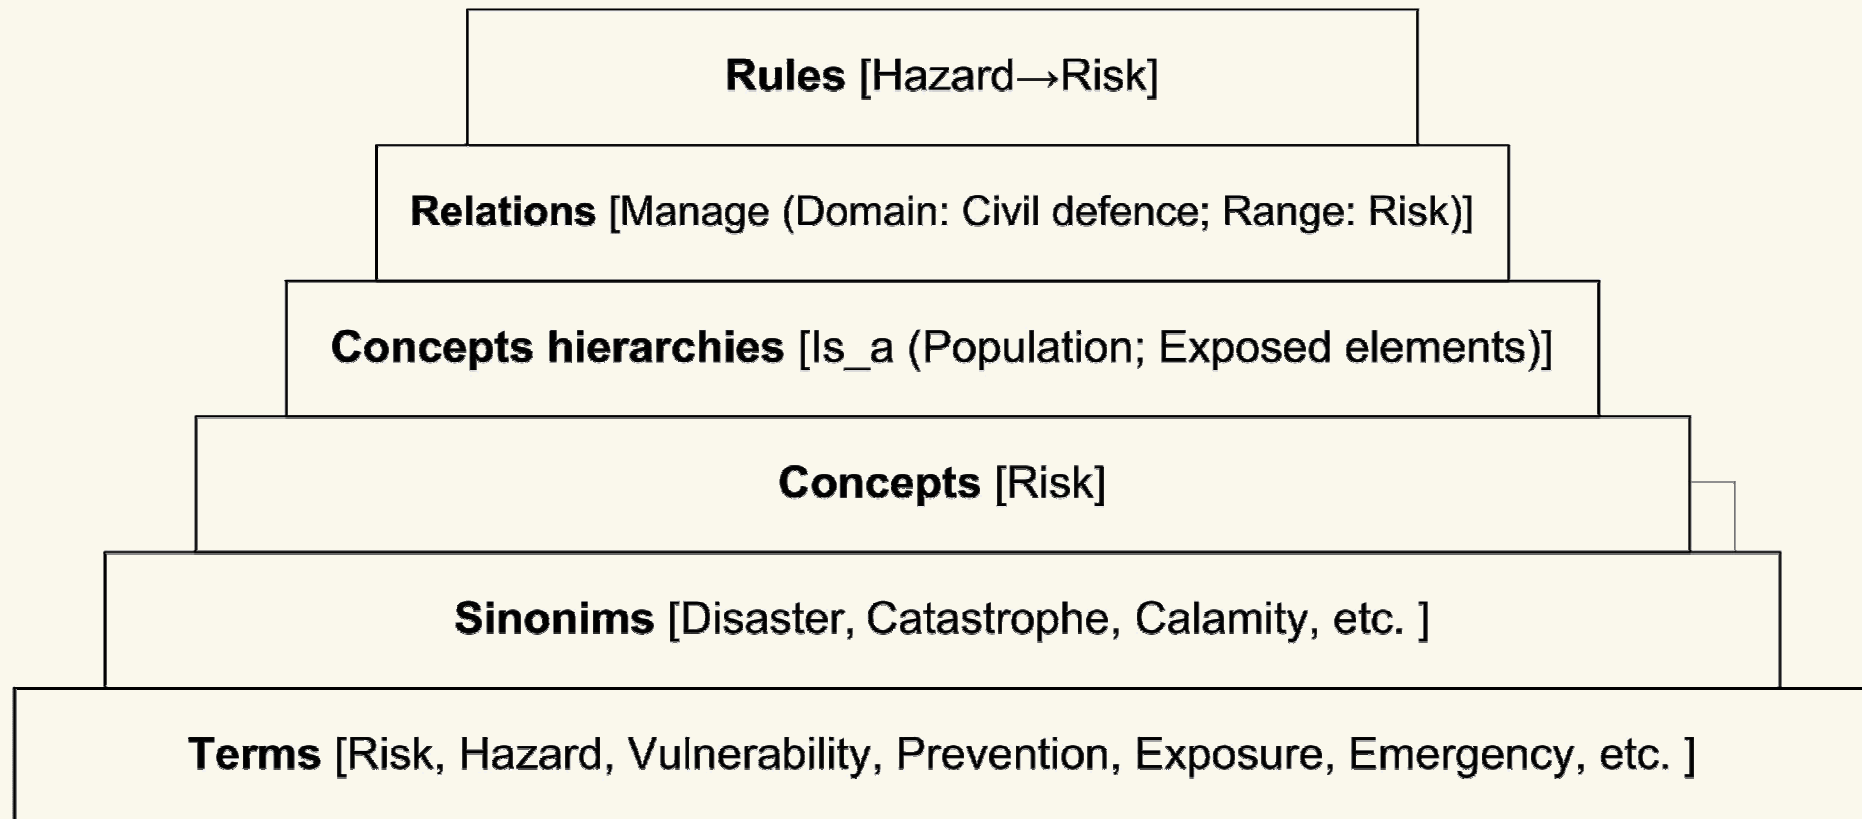 Rules [Hazard→Risk]
Relations [Manage (Domain: Civil defence; Range: Risk)]
Concepts hierarchies [Is_a (Population; Exposed elements)]
Concepts [Risk]
Sinonims [Disaster, Catastrophe, Calamity, etc. ]
Terms [Risk, Hazard, Vulnerability, Prevention, Exposure, Emergency, etc. ]